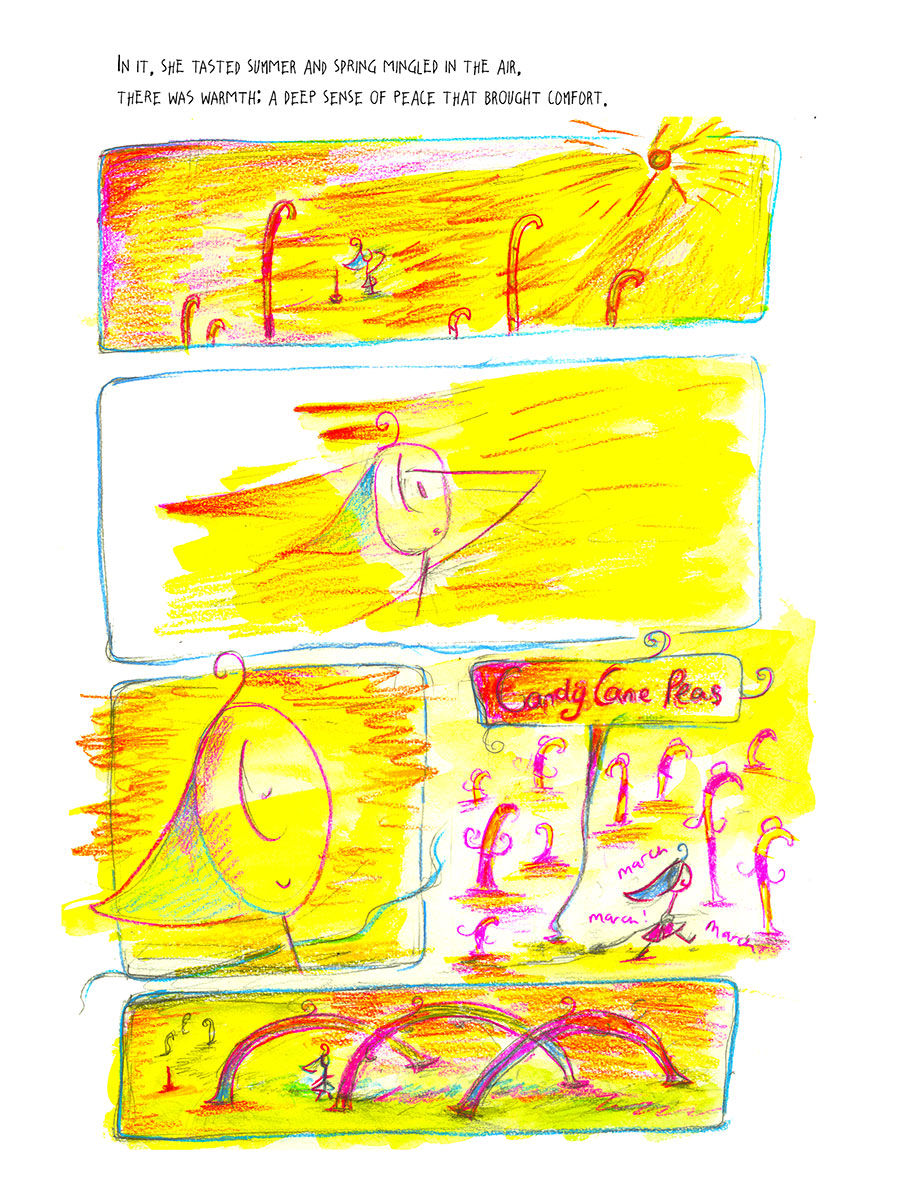 IN IT, SHE TASTED SUMMER AND SPRING MINGLED IN THE AIR,
THERE WAS WARMTH: A DEEP SENSE OF PEACE THAT BROUGHT COMFORT.
Candy Cane Peas
march
march!
March